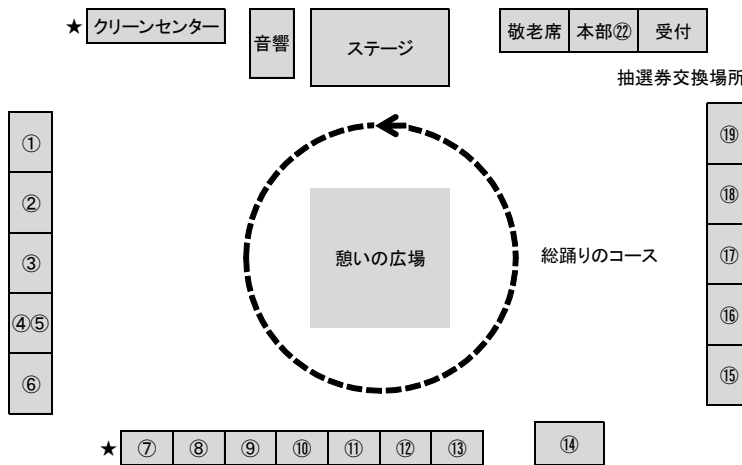 ★ クリーンセンター
音響
ステージ
敬老席 本部㉒ 受付
抽選券交換場所
①
②
③
④⑤
⑥
憩いの広場
総踊りのコース
⑲
⑱
⑰
⑯
⑮
★ ⑦ ⑧ ⑨ ⑩ ⑪ ⑫ ⑬
⑭